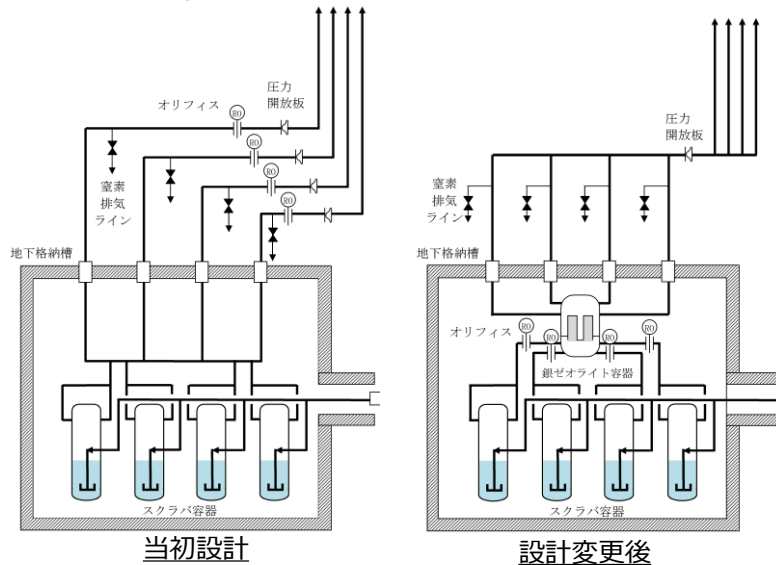 オリフィス
圧力
開放板
RO
RO
RO
RO
窒素
排気
ライン
地下格納槽
スクラバ容器
当初設計
圧力
開放板
窒素
排気
ライン
地下格納槽
オリフィス
RO
RO
RO
RO
銀ゼオライト容器
スクラバ容器
設計変更後